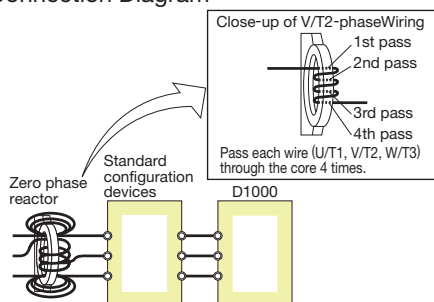 Connection Diagram
Close-up of V/T2-phaseWiring
1st pass
2nd pass
3rd pass
4th pass
Pass each wire (U/T1, V/T2, W/T3)
through the core 4 times.
Zero phase
reactor
Standard
configuration
devices
D1000